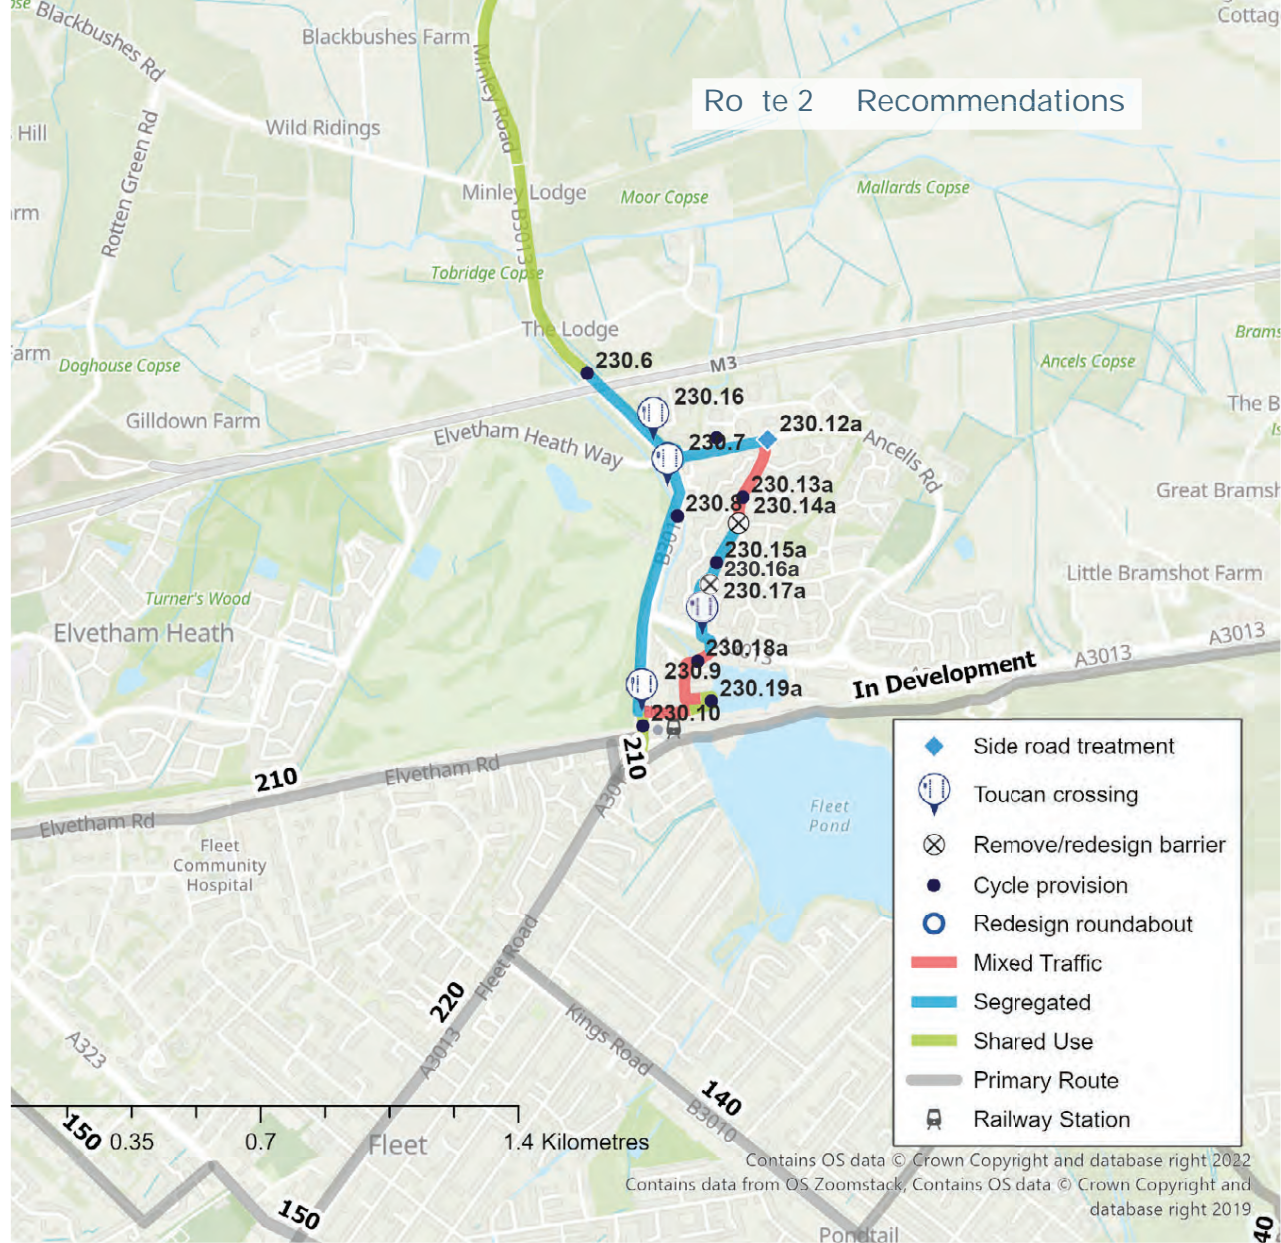 Ro te 2 Recommendations
Cottag
Blackbushes Rd
Blackbushes Farm
Minley Road
Hill
Wild Ridings
Rotten Green Rd
Minley Lodge
Moor Copse
Mallards Copse
arm
B3013
Tobridge Copse
The Lodge
M3
Brams
Farm
Doghouse Copse
230.6
Ancels Copse
Gilldown Farm
230.16
The B
Elvetham Heath Way
230.7
230.12a
Ancells Rd
Great Bramsh
230.8
230.13a
230.14a
230.15a
230.16a
230.17a
Little Bramshot Farm
Turner's Wood
Elvetham Heath
230.18a
A3013
A3013
230.9
230.19a
In Development
230.10
210
210
Elvetham Rd
Elvetham Rd
Fleet
Pond
Fleet
Community
Hospital
Side road treatment
Toucan crossing
Remove/redesign barrier
Cycle provision
Redesign roundabout
Mixed Traffic
Segregated
Shared Use
Primary Route
Railway Station
Fleet Road
220
A3013
Kings Road
140
B3010
A323
150
0.35
0.7
1.4 Kilometres
Fleet
150
Pondtail
40
Contains OS data © Crown Copyright and database right 2022
Contains data from OS Zoomstack, Contains OS data © Crown Copyright and
database right 2019